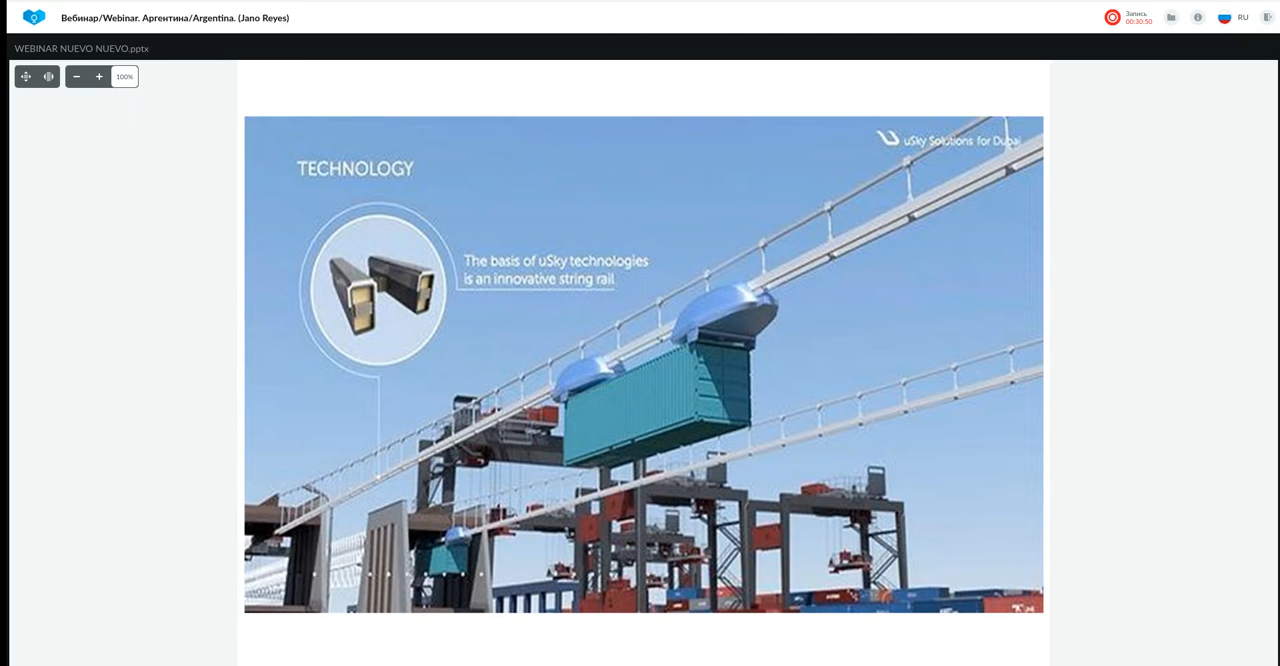 Вебинар/Webinar. Аргентина/Argentina. (Jano Reyes)
Запись
00:30:50
RU
WEBINAR NUEVO NUEVO.pptx
100%
uSky Solutions for Dubai
TECHNOLOGY
The basis of uSky technologies
is an innovative string rail